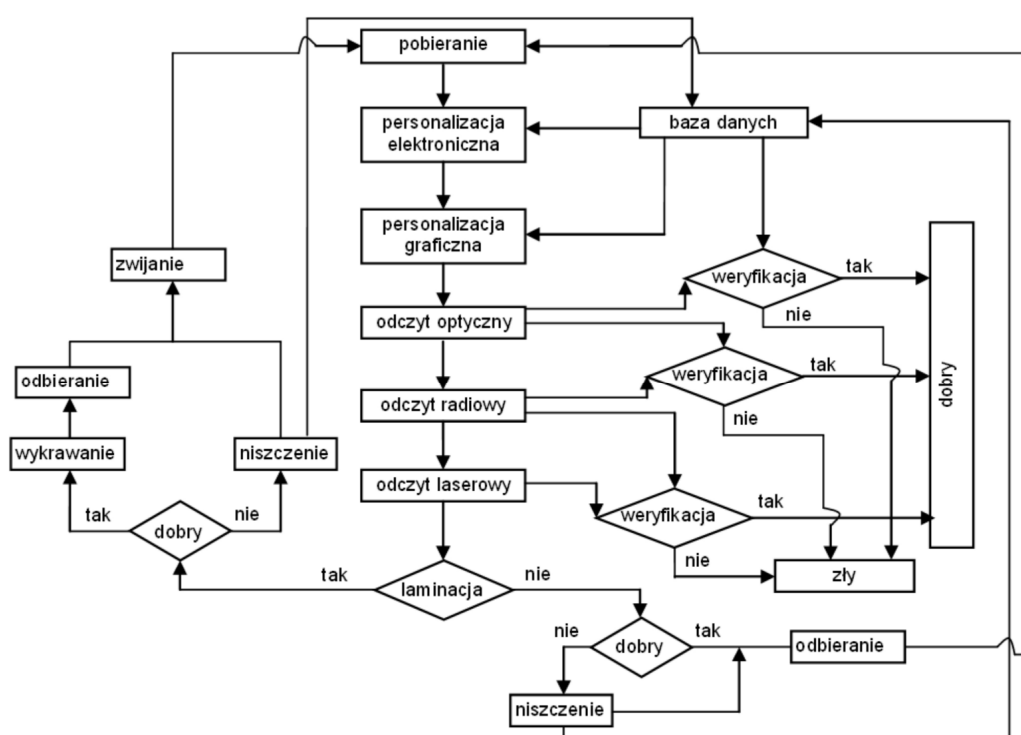 pobieranie
personalizacja
elektroniczna
baza danych
personalizacja
graficzna
zwijanie
weryfikacja
tak
nie
odczyt optyczny
weryfikacja
tak
nie
dobry
odbieranie
odczyt radiowy
wykrawanie
niszczenie
odczyt laserowy
weryfikacja
tak
nie
tak
dobry
nie
zły
tak
laminacja
nie
nie
dobry
tak
odbieranie
niszczenie